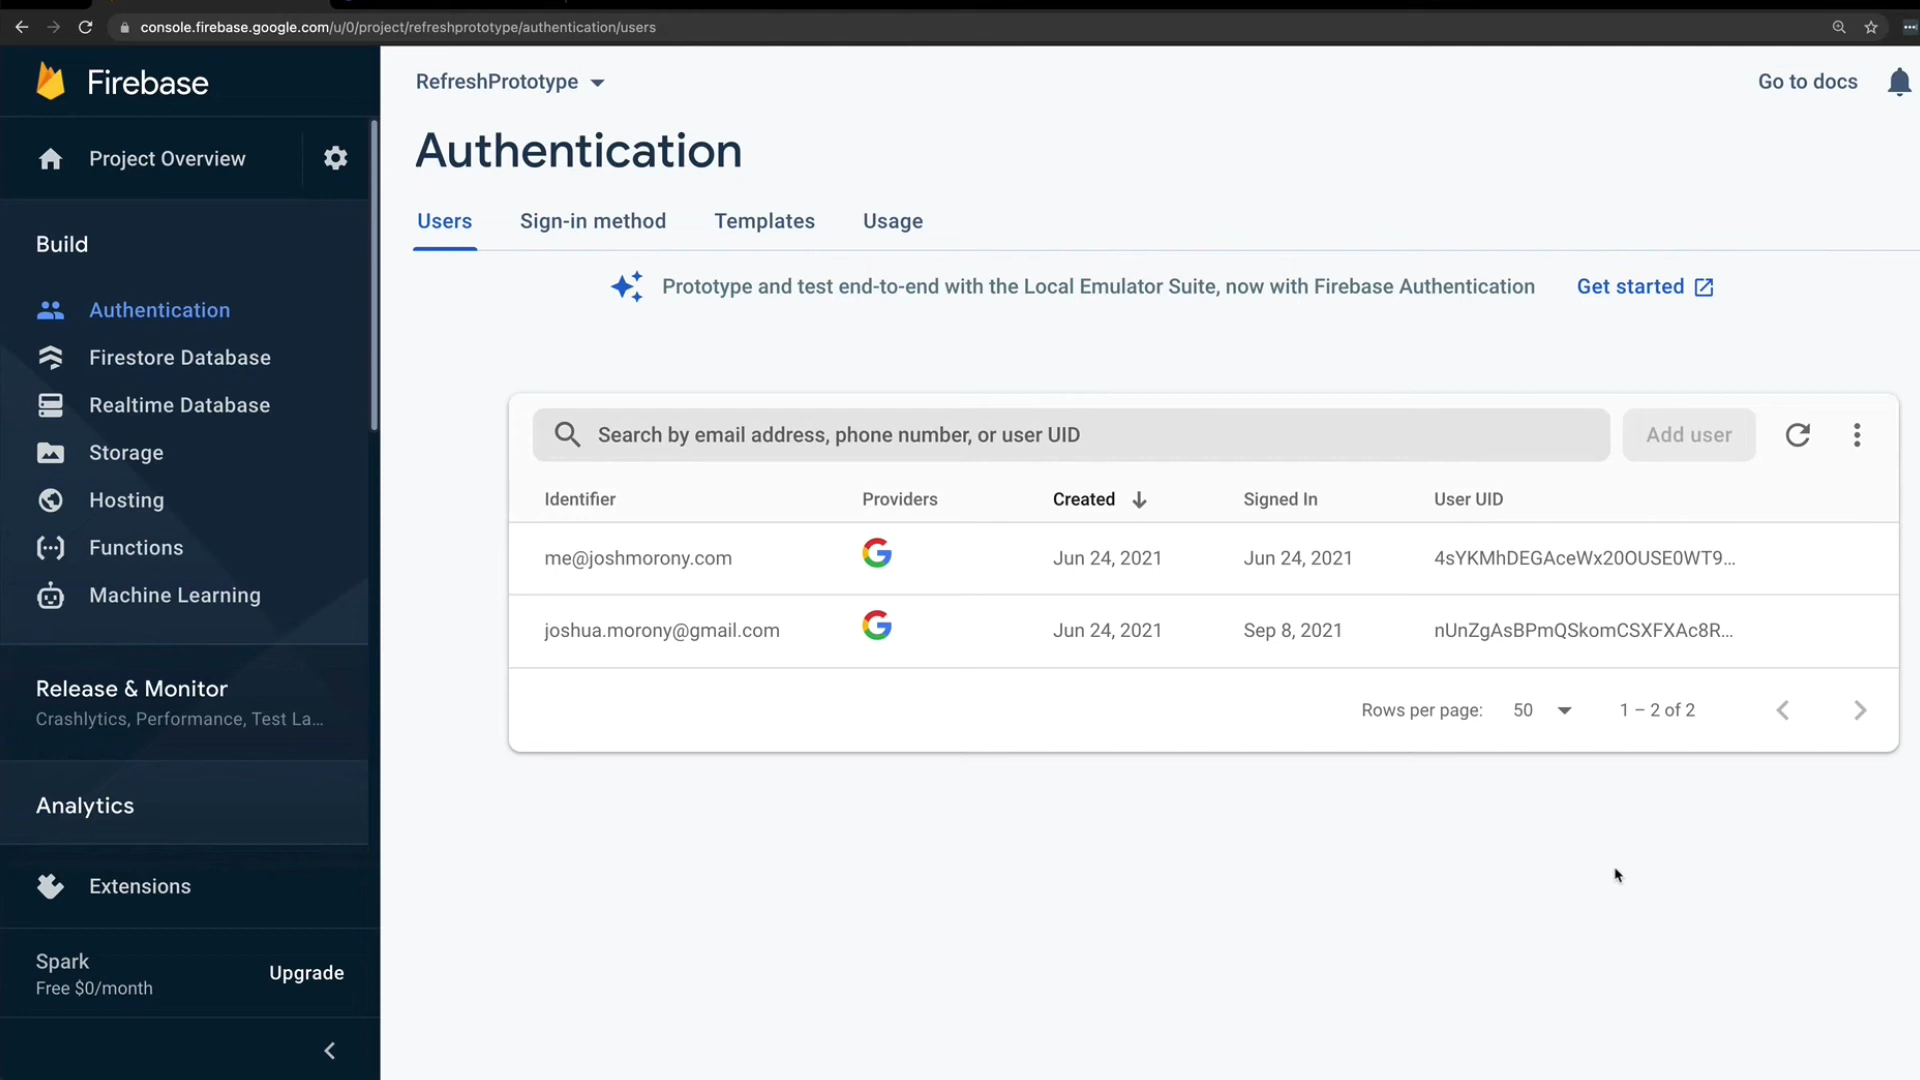 console.firebase.google.com/u/0/project/refreshprototype/authentication/users
Firebase
RefreshPrototype
Go to docs
Project Overview
Authentication
Users Sign-in method Templates Usage
Build
Prototype and test end-to-end with the Local Emulator Suite, now with Firebase Authentication Get started
Authentication
Firestore Database
Realtime Database
Storage
Hosting
Functions
Machine Learning
Search by email address, phone number, or user UID
Add user
Identifier Providers Created Signed In User UID
me@joshmorony.com Jun 24, 2021 Jun 24, 2021 4sYKMhDEGAceWx20OUSE0WT9...
joshua.morony@gmail.com Jun 24, 2021 Sep 8, 2021 nUnZgAsBPmQSkomCSXFXAc8R...
Rows per page: 50 1 – 2 of 2
Release & Monitor
Crashlytics, Performance, Test La...
Analytics
Extensions
Spark
Free $0/month
Upgrade